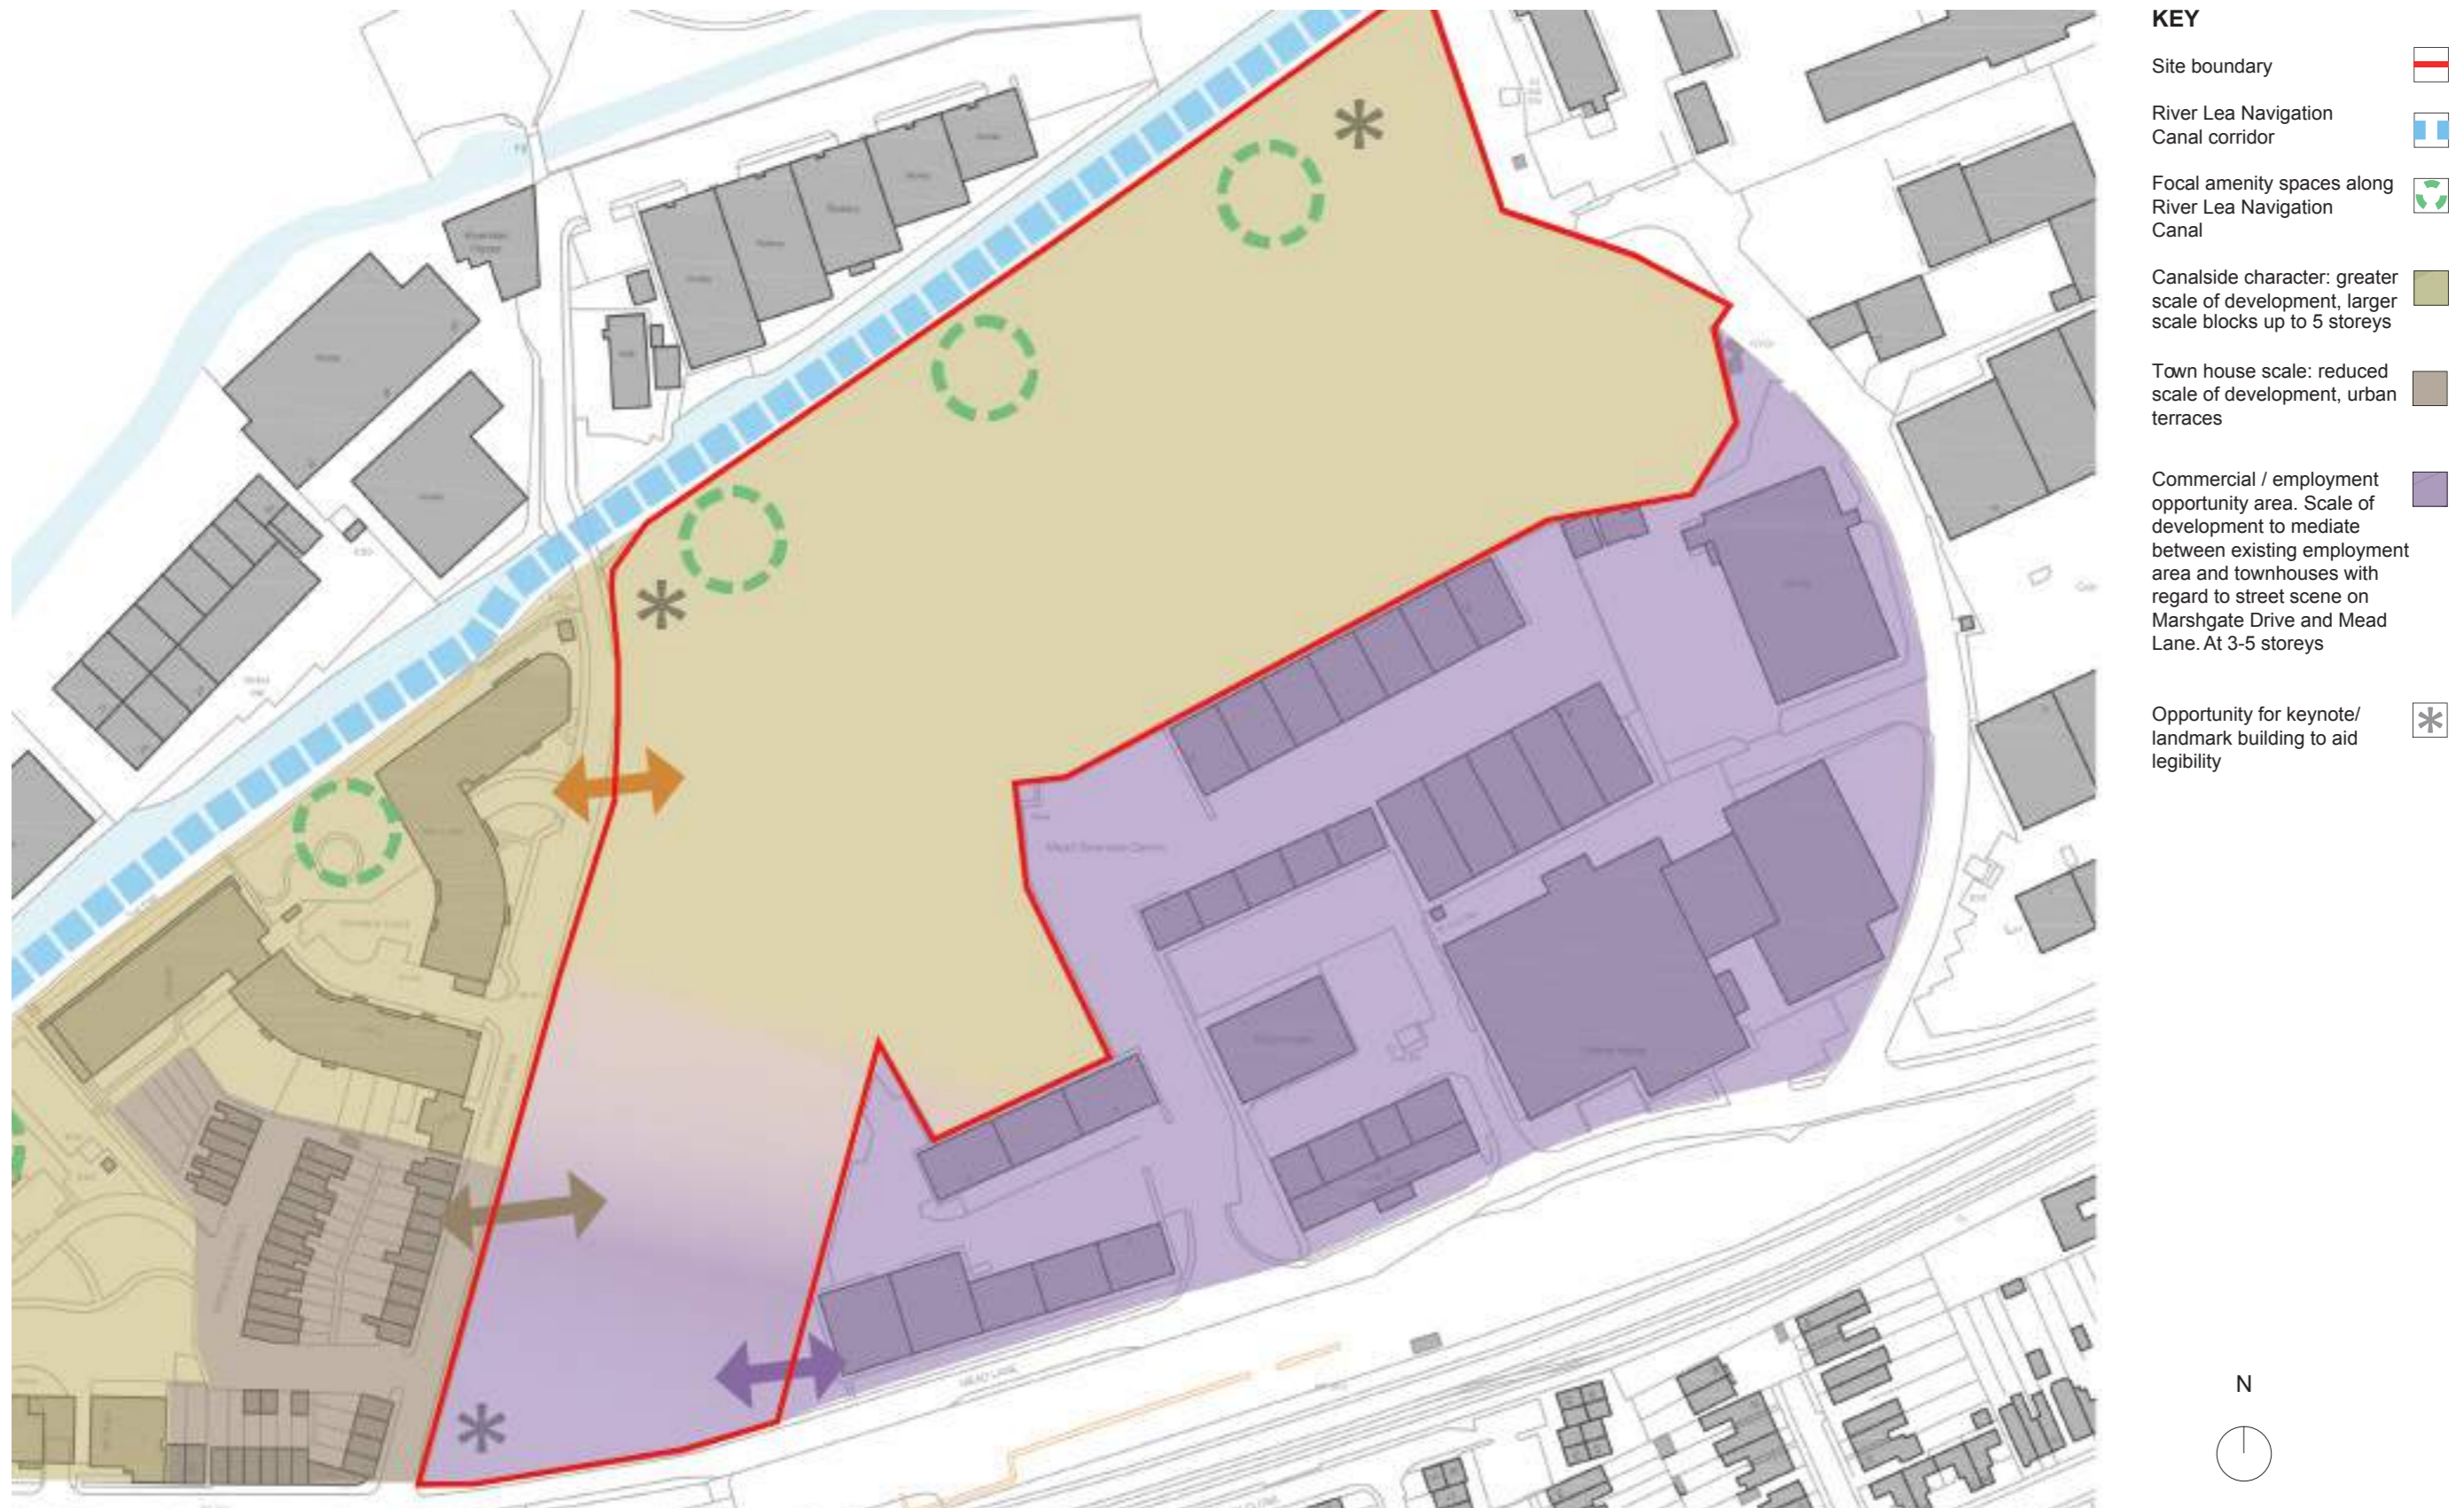 KEY
Site boundary
River Lea Navigation
Canal corridor
Focal amenity spaces along
River Lea Navigation
Canal
Canalside character: greater
scale of development, larger
scale blocks up to 5 storeys
Town house scale: reduced
scale of development, urban
terraces
Commercial / employment
opportunity area. Scale of
development to mediate
between existing employment
area and townhouses with
regard to street scene on
Marshgate Drive and Mead
Lane. At 3-5 storeys
Opportunity for keynote/
landmark building to aid
legibility
N
MEAD LANE